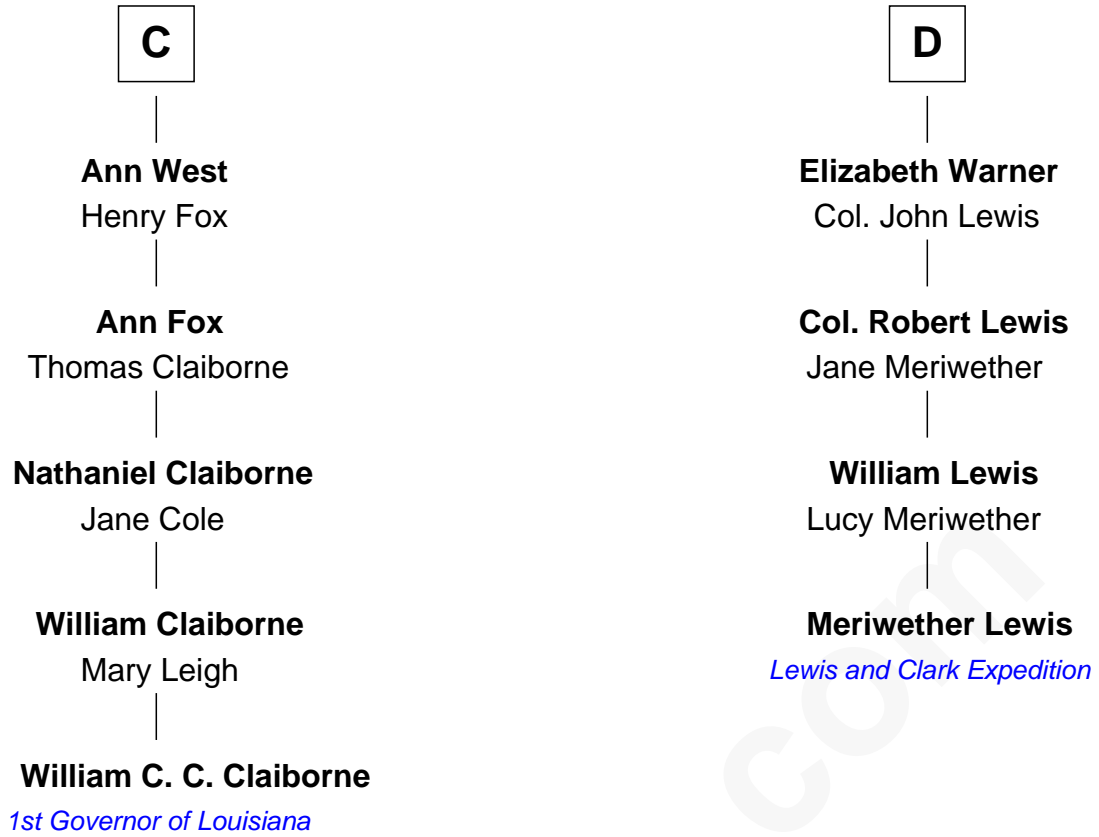 C
Ann West
Henry Fox
Ann Fox
Thomas Claiborne
Nathaniel Claiborne
Jane Cole
William Claiborne
Mary Leigh
William C. C. Claiborne
1st Governor of Louisiana
D
Elizabeth Warner
Col. John Lewis
Col. Robert Lewis
Jane Meriwether
William Lewis
Lucy Meriwether
Meriwether Lewis
Lewis and Clark Expedition
com